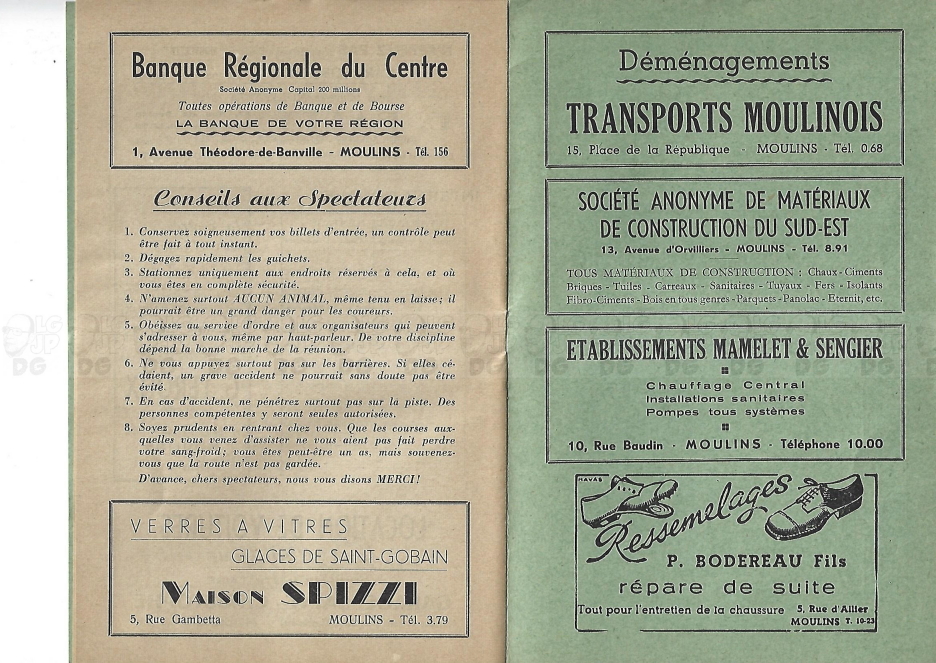 Banque Régionale du Centre
Société Anonyme Capital 200 millions
Toutes opérations de Banque et de Bourse
LA BANQUE DE VOTRE RÉGION
1, Avenue Théodore-de-Banville - MOULINS - Tél. 156
Conseils aux Spectateurs
1. Conservez soigneusement vos billets d'entrée, un contrôle peut
être fait à tout instant.
2. Dégagez rapidement les guichets.
3. Stationnez uniquement aux endroits réservés à cela, et où
vous êtes en complète sécurité.
4. N'amenez surtout AUCUN ANIMAL, même tenu en laisse ; il
pourrait être un grand danger pour les coureurs.
5. Obéissez au service d'ordre et aux organisateurs qui peuvent
s'adresser à vous, même par haut-parleur. De votre discipline
dépend la bonne marche de la réunion.
6. Ne vous appuyez surtout pas sur les barrières. Si elles cé-
daient, un grave accident ne pourrait sans doute pas être
évité.
7. En cas d'accident, ne pénétrez surtout pas sur la piste. Des
personnes compétentes y seront seules autorisées.
8. Soyez prudents en rentrant chez vous. Que les courses aux-
quelles vous venez d'assister ne vous aient pas fait perdre
votre sang-froid ; vous êtes peut-être un as, mais souvenez-
vous que la route n'est pas gardée.
D'avance, chers spectateurs, nous vous disons MERCI !
VERRES A VITRES
GLACES DE SAINT-GOBAIN
MAISON SPIZZI
5, Rue Gambetta MOULINS - Tél. 3.79
Déménagements
TRANSPORTS MOULINOIS
15, Place de la République - MOULINS - Tél. 0.68
SOCIÉTÉ ANONYME DE MATÉRIAUX
DE CONSTRUCTION DU SUD-EST
13, Avenue d'Orvilliers - MOULINS - Tél. 8.91
TOUS MATÉRIAUX DE CONSTRUCTION : Chaux - Ciments
Briques - Tuiles - Carreaux - Sanitaires - Tuyaux - Fers - Isolants
Fibro-Ciments - Bois en tous genres - Parquets - Panolac - Eternit, etc.
ETABLISSEMENTS MAMELET & SENGIER
Chauffage Central
Installations sanitaires
Pompes tous systèmes
10, Rue Baudin - MOULINS - Téléphone 10.00
HAVAS
Ressemelages
P. BODEREAU Fils
répare de suite
Tout pour l'entretien de la chaussure 5, Rue d'Allier
MOULINS T. 10-23